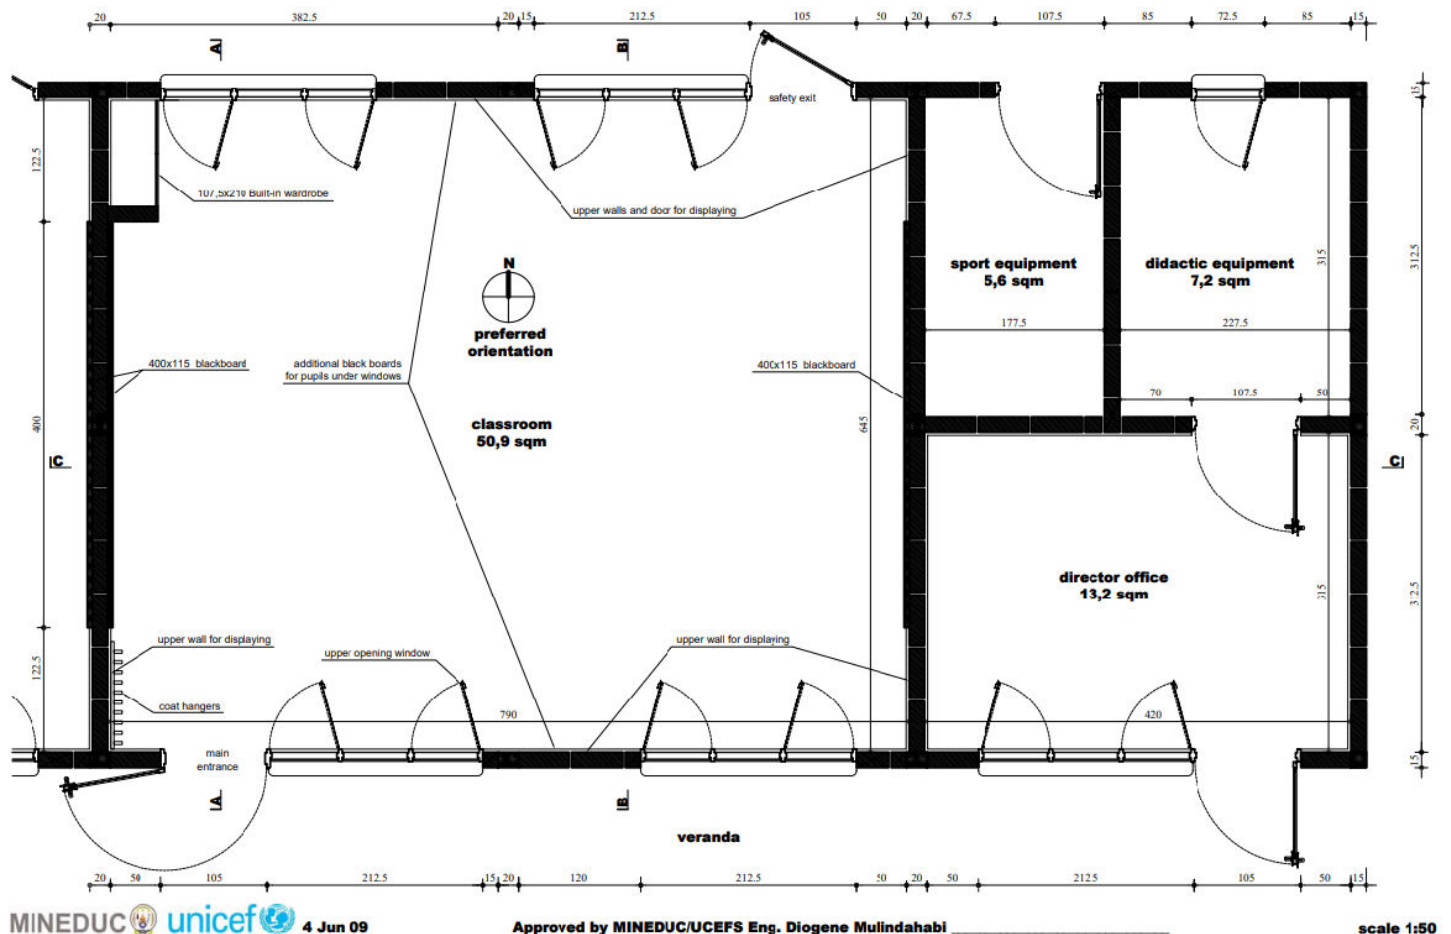 20 382.5 20 15 212.5 105 50 20 67.5 107.5 85 72.5 85 15
A B
safety exit
15
122.5
107,5x210 Built-in wardrobe
upper walls and door for displaying
N
preferred
orientation
sport equipment
5,6 sqm
didactic equipment
7,2 sqm
315
312.5
177.5 227.5
400x115 blackboard
additional black boards
for pupils under windows
400x115 blackboard
70 107.5 50
400
classroom
50,9 sqm
645
20
C C
director office
13,2 sqm
315
312.5
upper wall for displaying
upper opening window
upper wall for displaying
122.5
coat hangers
790 420
main
entrance
15
A B
veranda
20 50 105 212.5 15 20 120 212.5 50 20 50 212.5 105 50 15
MINEDUC unicef 4 Jun 09 Approved by MINEDUC/UCEFS Eng. Diogene Mulindahabi scale 1:50